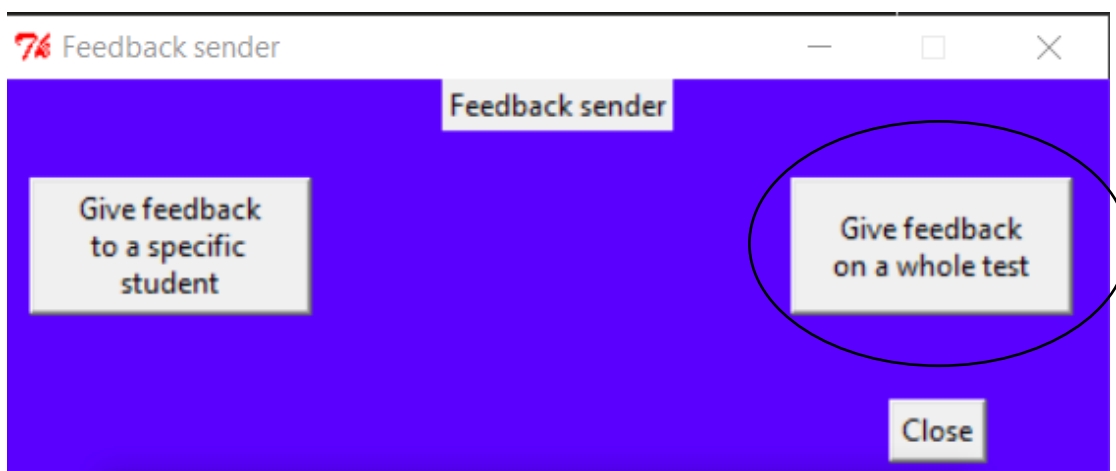 Feedback sender
Feedback sender
Give feedback
to a specific
student
Give feedback
on a whole test
Close